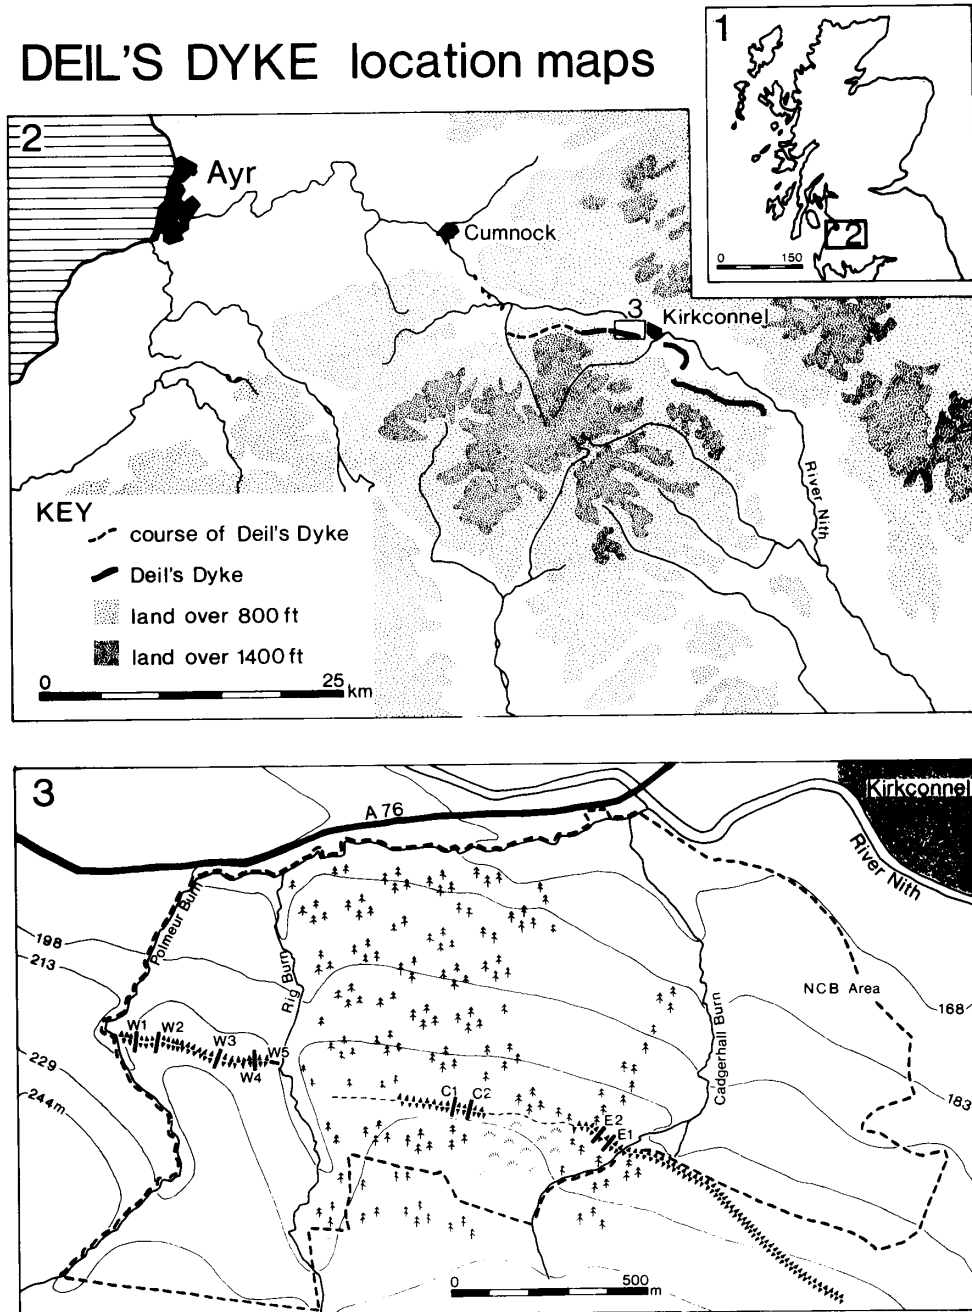 DEIL'S DYKE location maps
1
2
0 150
2
Ayr
Cumnock
3
Kirkconnel
River Nith
KEY
course of Deil's Dyke
Deil's Dyke
land over 800 ft
land over 1400 ft
0 25 km
3
A 76
Kirkconnel
River Nith
Polmeur Burn
Rig Burn
Cadgerhall Burn
NCB Area
198
213
229
244m
168
183
W1 W2
W3
W4
W5
C1 C2
E2
E1
0 500 m